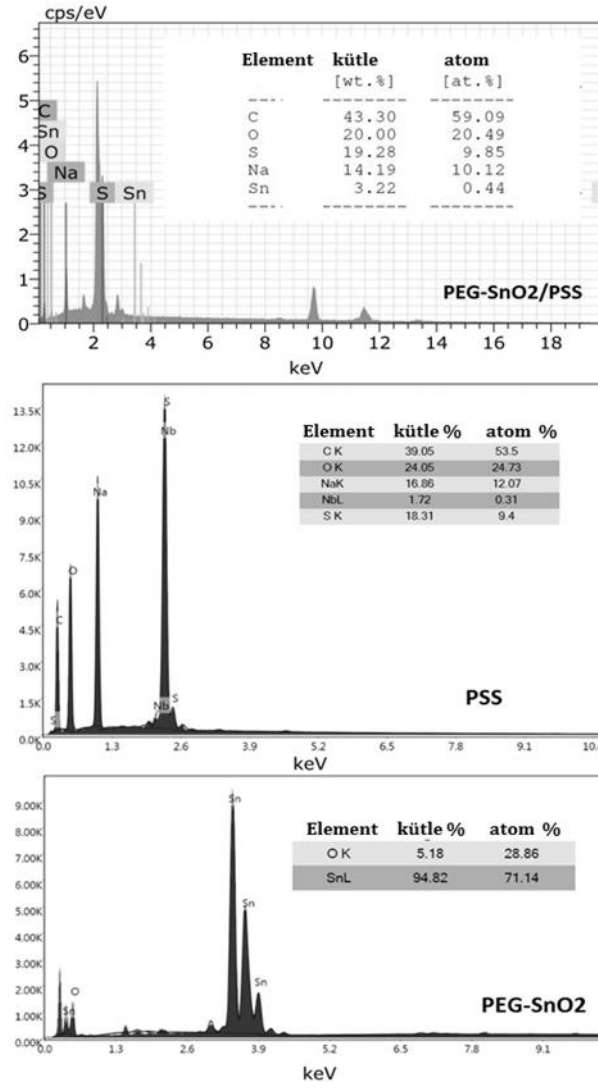 cps/eV
Element kütle atom
[wt.%] [at.%]
C 43.30 59.09
O 20.00 20.49
S 19.28 9.85
Na 14.19 10.12
Sn 3.22 0.44
6
5
4
3
2
1
0
C
Sn
O
Na
S S Sn
PEG-SnO2/PSS
2 4 6 8 10 12 14 16 18
keV
13.5K
12.0K
10.5K
9.0K
7.5K
6.0K
4.5K
3.0K
1.5K
0.0K
S
Nb
Na
O
C
S
Nb
S
Element kütle % atom %
C K 39.05 53.5
O K 24.05 24.73
NaK 16.86 12.07
NbL 1.72 0.31
S K 18.31 9.4
PSS
0.0 1.3 2.6 3.9 5.2 6.5 7.8 9.1 10.
keV
9.00K
8.00K
7.00K
6.00K
5.00K
4.00K
3.00K
2.00K
1.00K
0.00K
Sn
Sn
Sn
O
Sn
Element kütle % atom %
O K 5.18 28.86
SnL 94.82 71.14
PEG-SnO2
0.0 1.3 2.6 3.9 5.2 6.5 7.8 9.1
keV